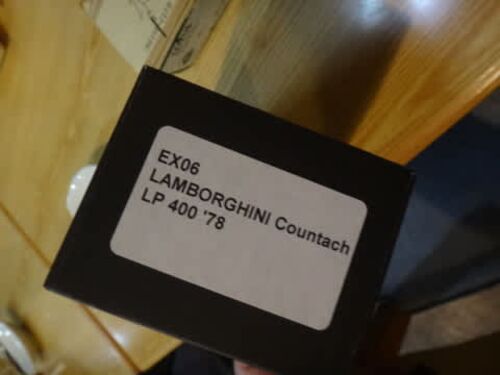 EX06
LAMBORGHINI Countach
LP 400 '78